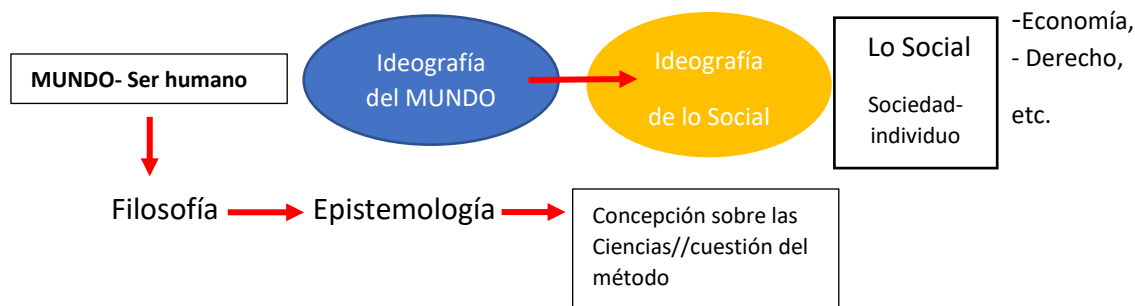 MUNDO- Ser humano
Ideografía
del MUNDO
Ideografía
de lo Social
Lo Social
Sociedad-
individuo
-Economía,
- Derecho,
etc.
Filosofía
Epistemología
Concepción sobre las
Ciencias//cuestión del
método